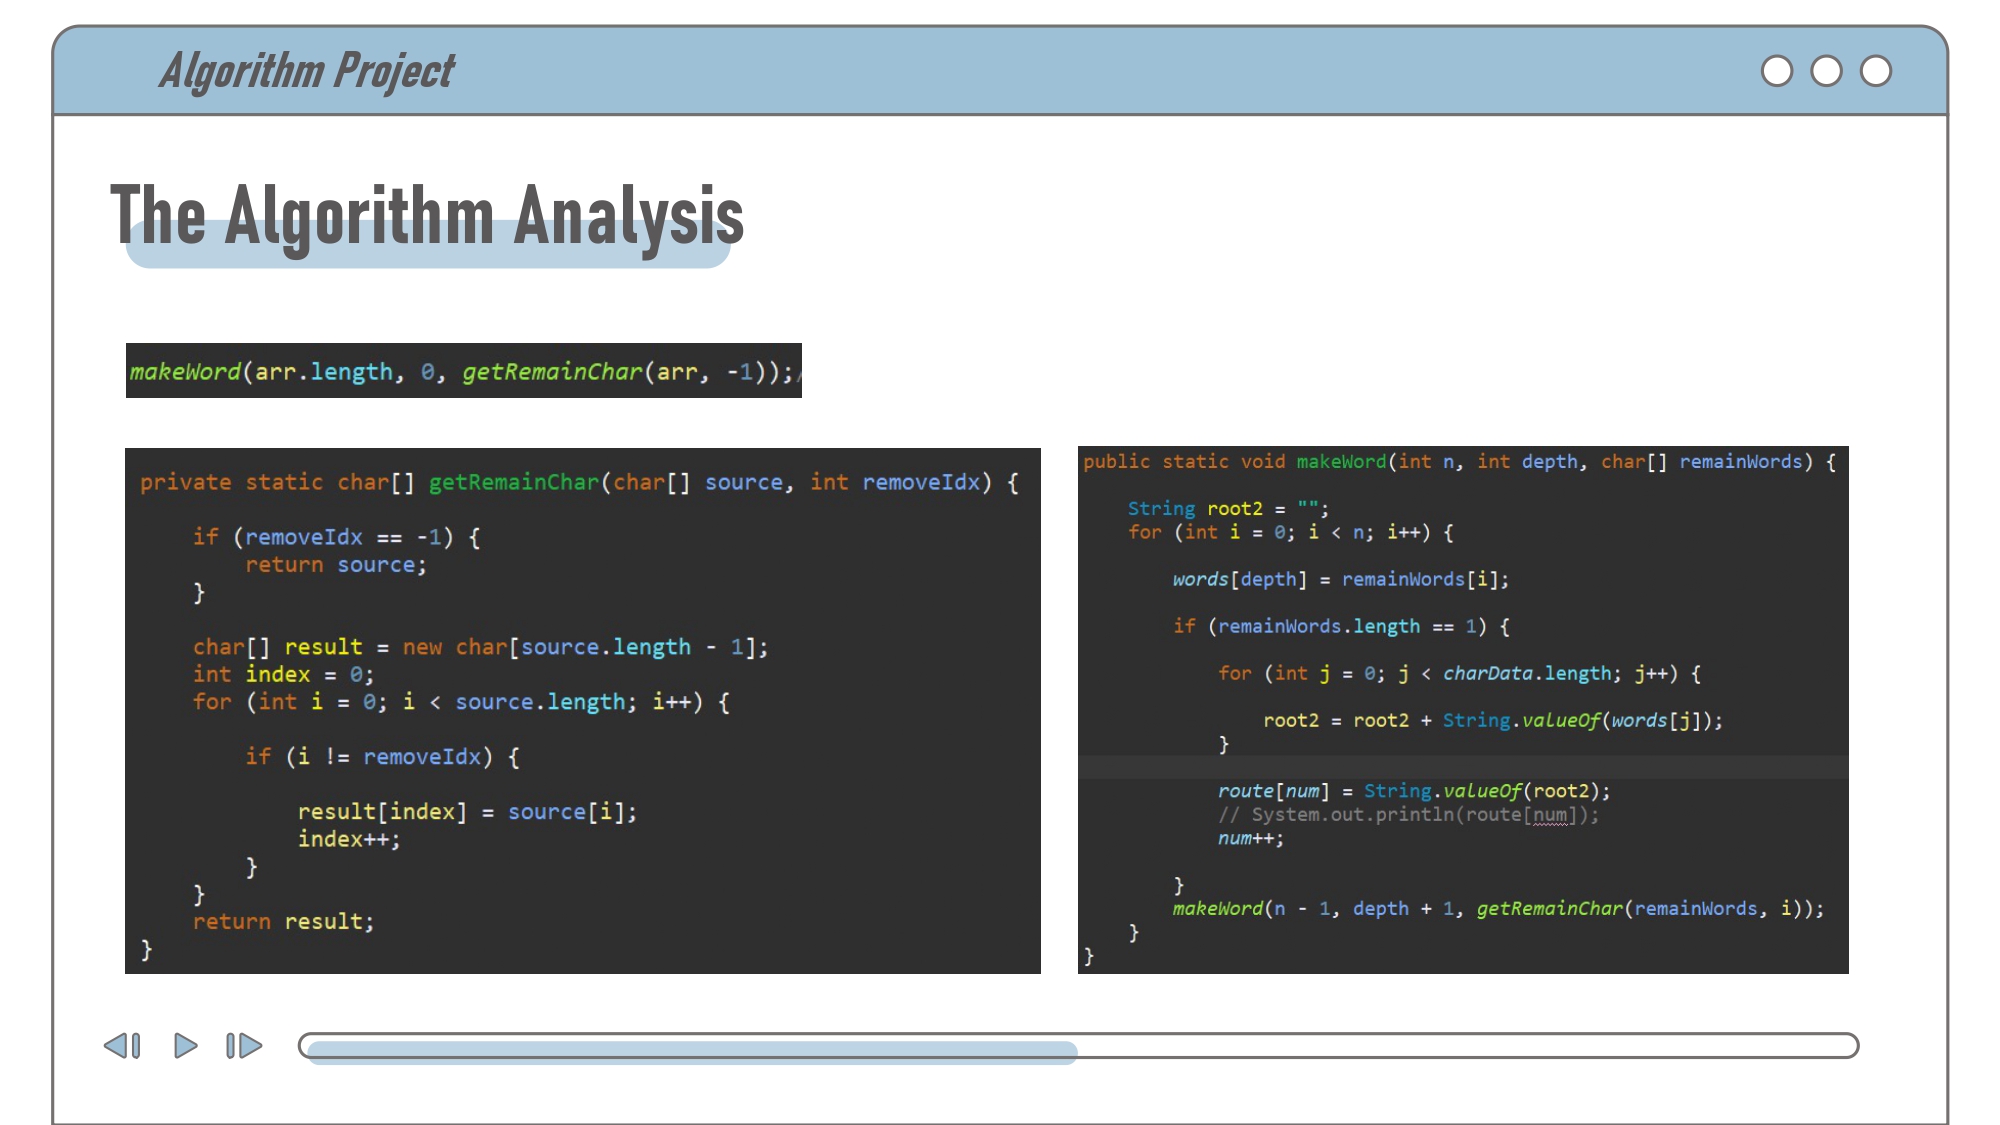 Algorithm Project
The Algorithm Analysis
makeWord(arr.length, 0, getRemainChar(arr, -1));/
private static char[] getRemainChar(char[] source, int removeIdx) {
if (removeIdx == -1) {
return source;
}
char[] result = new char[source.length - 1];
int index = 0;
for (int i = 0; i < source.length; i++) {
if (i != removeIdx) {
result[index] = source[i];
index++;
}
}
return result;
}
public static void makeWord(int n, int depth, char[] remainWords) {
String root2 = "";
for (int i = 0; i < n; i++) {
words[depth] = remainWords[i];
if (remainWords.length == 1) {
for (int j = 0; j < charData.length; j++) {
root2 = root2 + String.valueOf(words[j]);
}
route[num] = String.valueOf(root2);
// System.out.println(route[num]);
num++;
}
makeWord(n - 1, depth + 1, getRemainChar(remainWords, i));
}
}